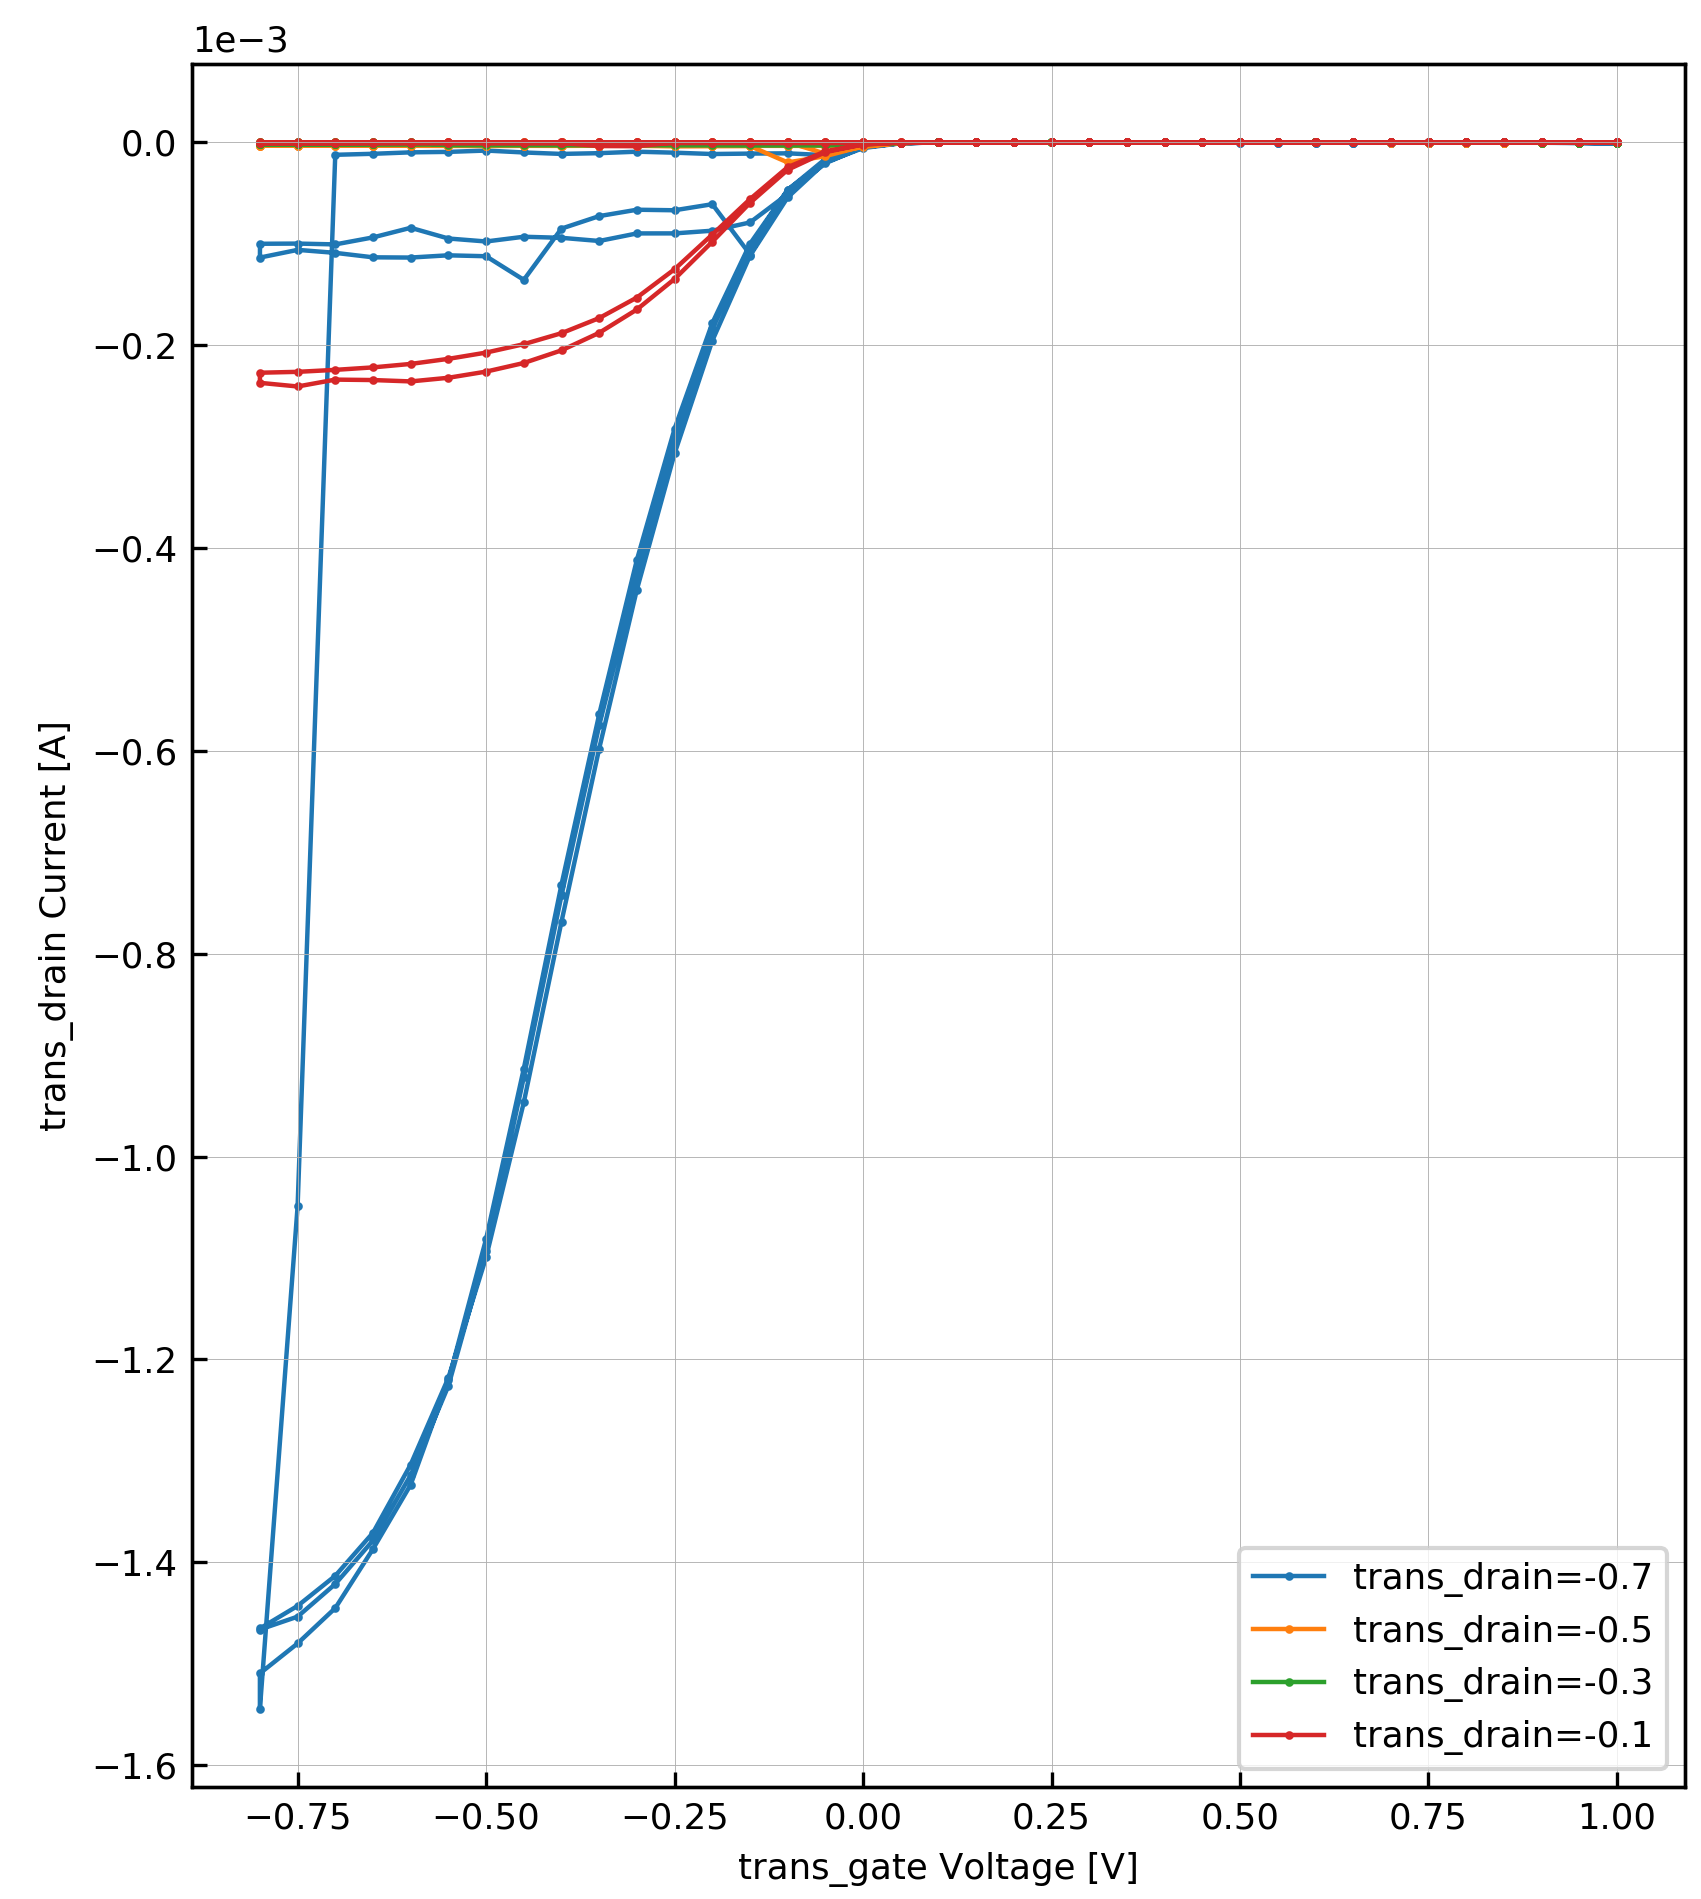 1e−3
0.0
−0.2
−0.4
−0.6
−0.8
−1.0
−1.2
−1.4
−1.6
trans_drain Current [A]
trans_drain=-0.7
trans_drain=-0.5
trans_drain=-0.3
trans_drain=-0.1
−0.75 −0.50 −0.25 0.00 0.25 0.50 0.75 1.00
trans_gate Voltage [V]